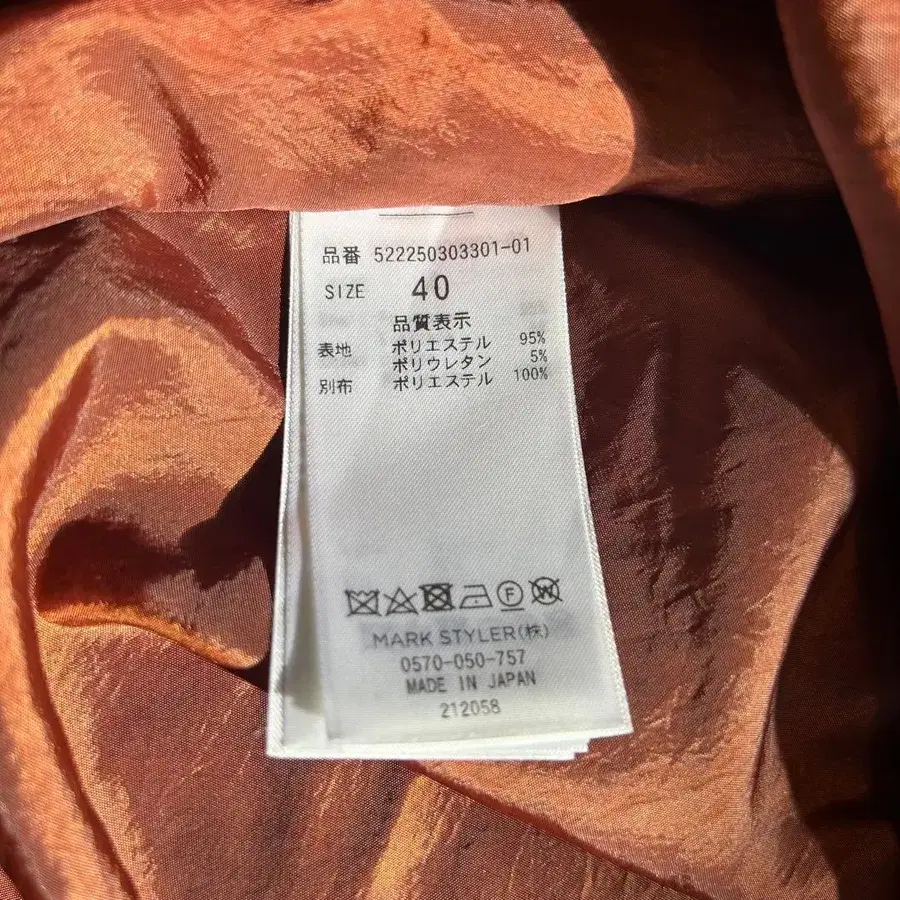 品番 522250303301-01
SIZE 40
品質表示
表地 ポリエステル 95%
ポリウレタン 5%
別布 ポリエステル 100%
MARK STYLER(株)
0570-050-757
MADE IN JAPAN
212058